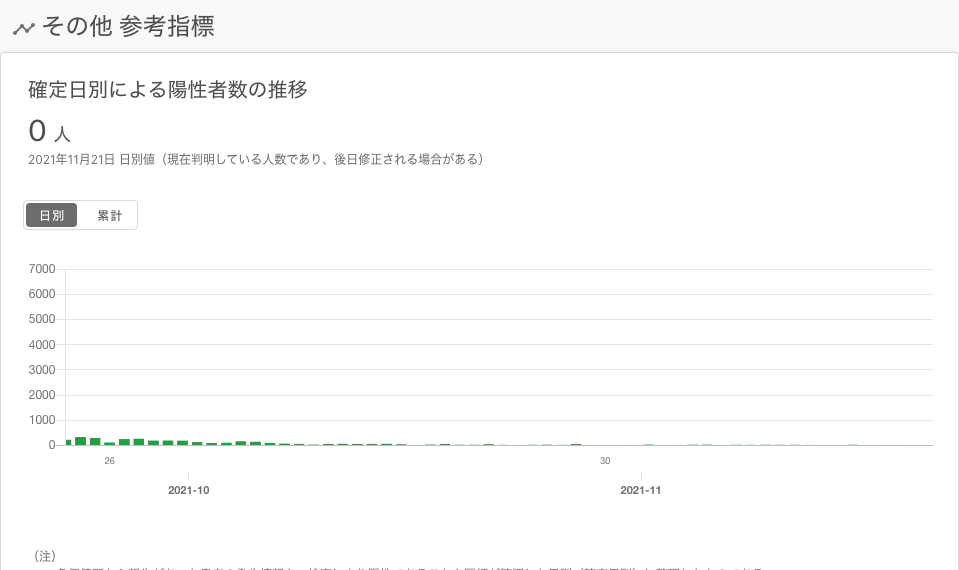 その他 参考指標
確定日別による陽性者数の推移
0 人
2021年11月21日 日別値（現在判明している人数であり、後日修正される場合がある）
日別 累計
7000
6000
5000
4000
3000
2000
1000
0
26 30
2021-10 2021-11
（注）